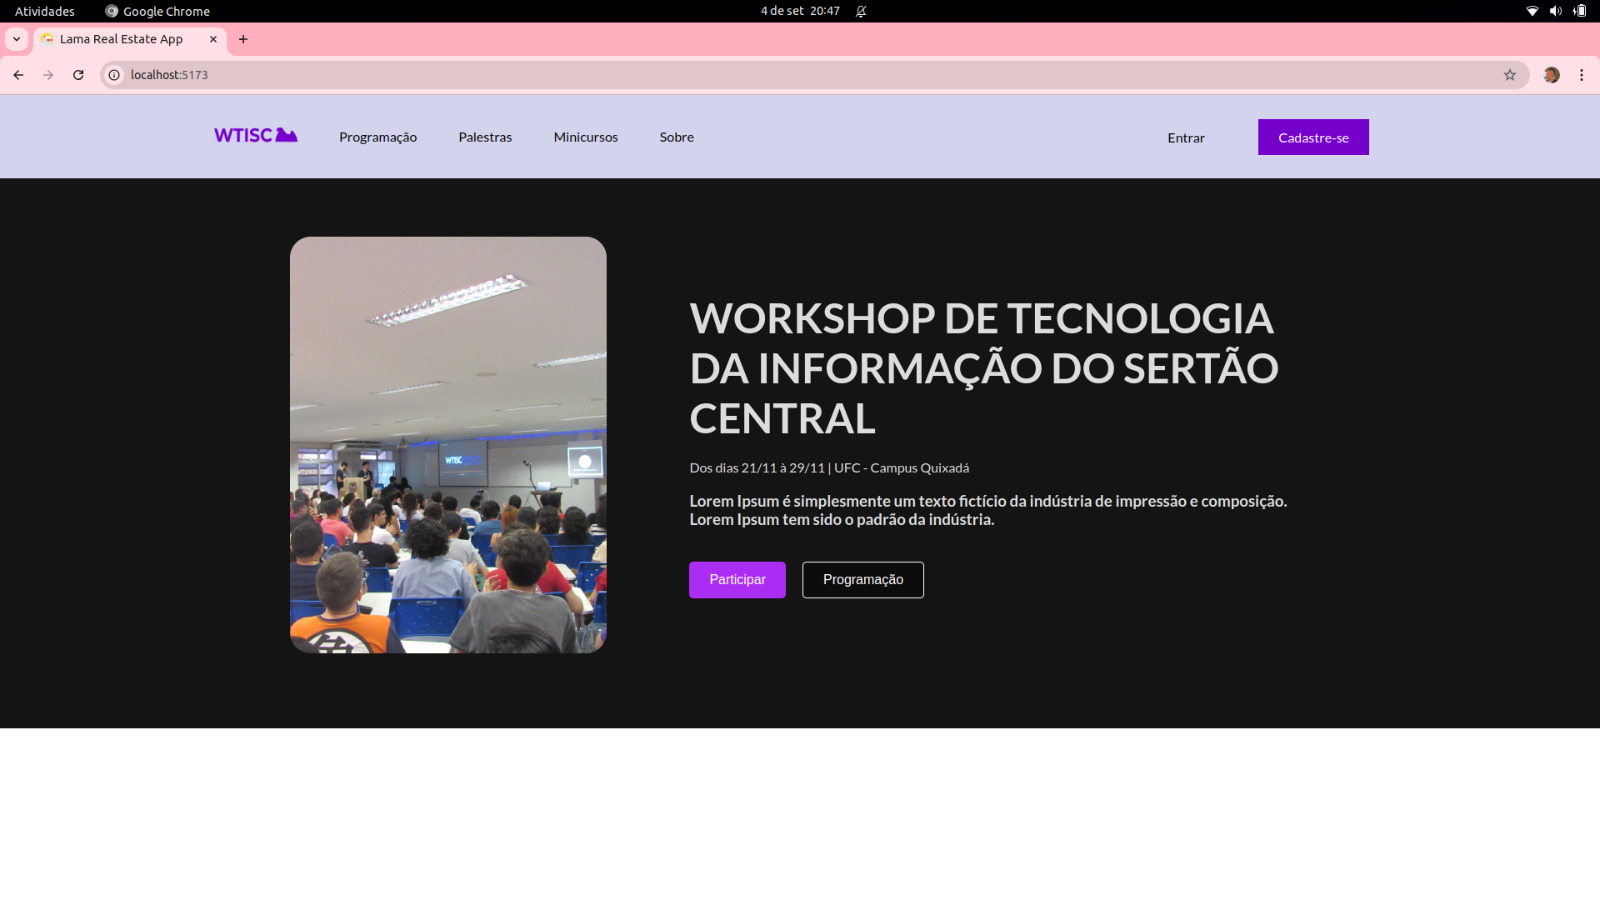 Atividades
Google Chrome
4 de set 20:47
Lama Real Estate App
localhost:5173
WTISC
Programação
Palestras
Minicursos
Sobre
Entrar
Cadastre-se
WTISC
WORKSHOP DE TECNOLOGIA
DA INFORMAÇÃO DO SERTÃO
CENTRAL
Dos dias 21/11 à 29/11 | UFC - Campus Quixadá
Lorem Ipsum é simplesmente um texto fictício da indústria de impressão e composição.
Lorem Ipsum tem sido o padrão da indústria.
Participar
Programação